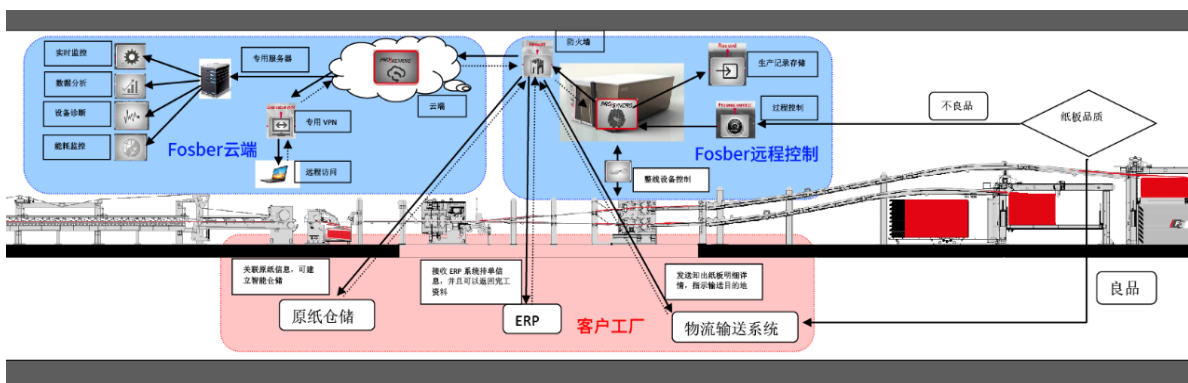 实时监控
数据分析
设备诊断
能耗监控
专用服务器
云端
专用 VPN
远程访问
Fosber云端
防火墙
生产记录存储
过程控制
整线设备控制
Fosber远程控制
不良品
纸板品质
良品
关联原纸信息，可建
立智能仓储
原纸仓储
接收 ERP 系统排单信
息，并且可以返回完工
资料
ERP
客户工厂
发送卸出纸板明细详
情，指示输送目的地
物流输送系统